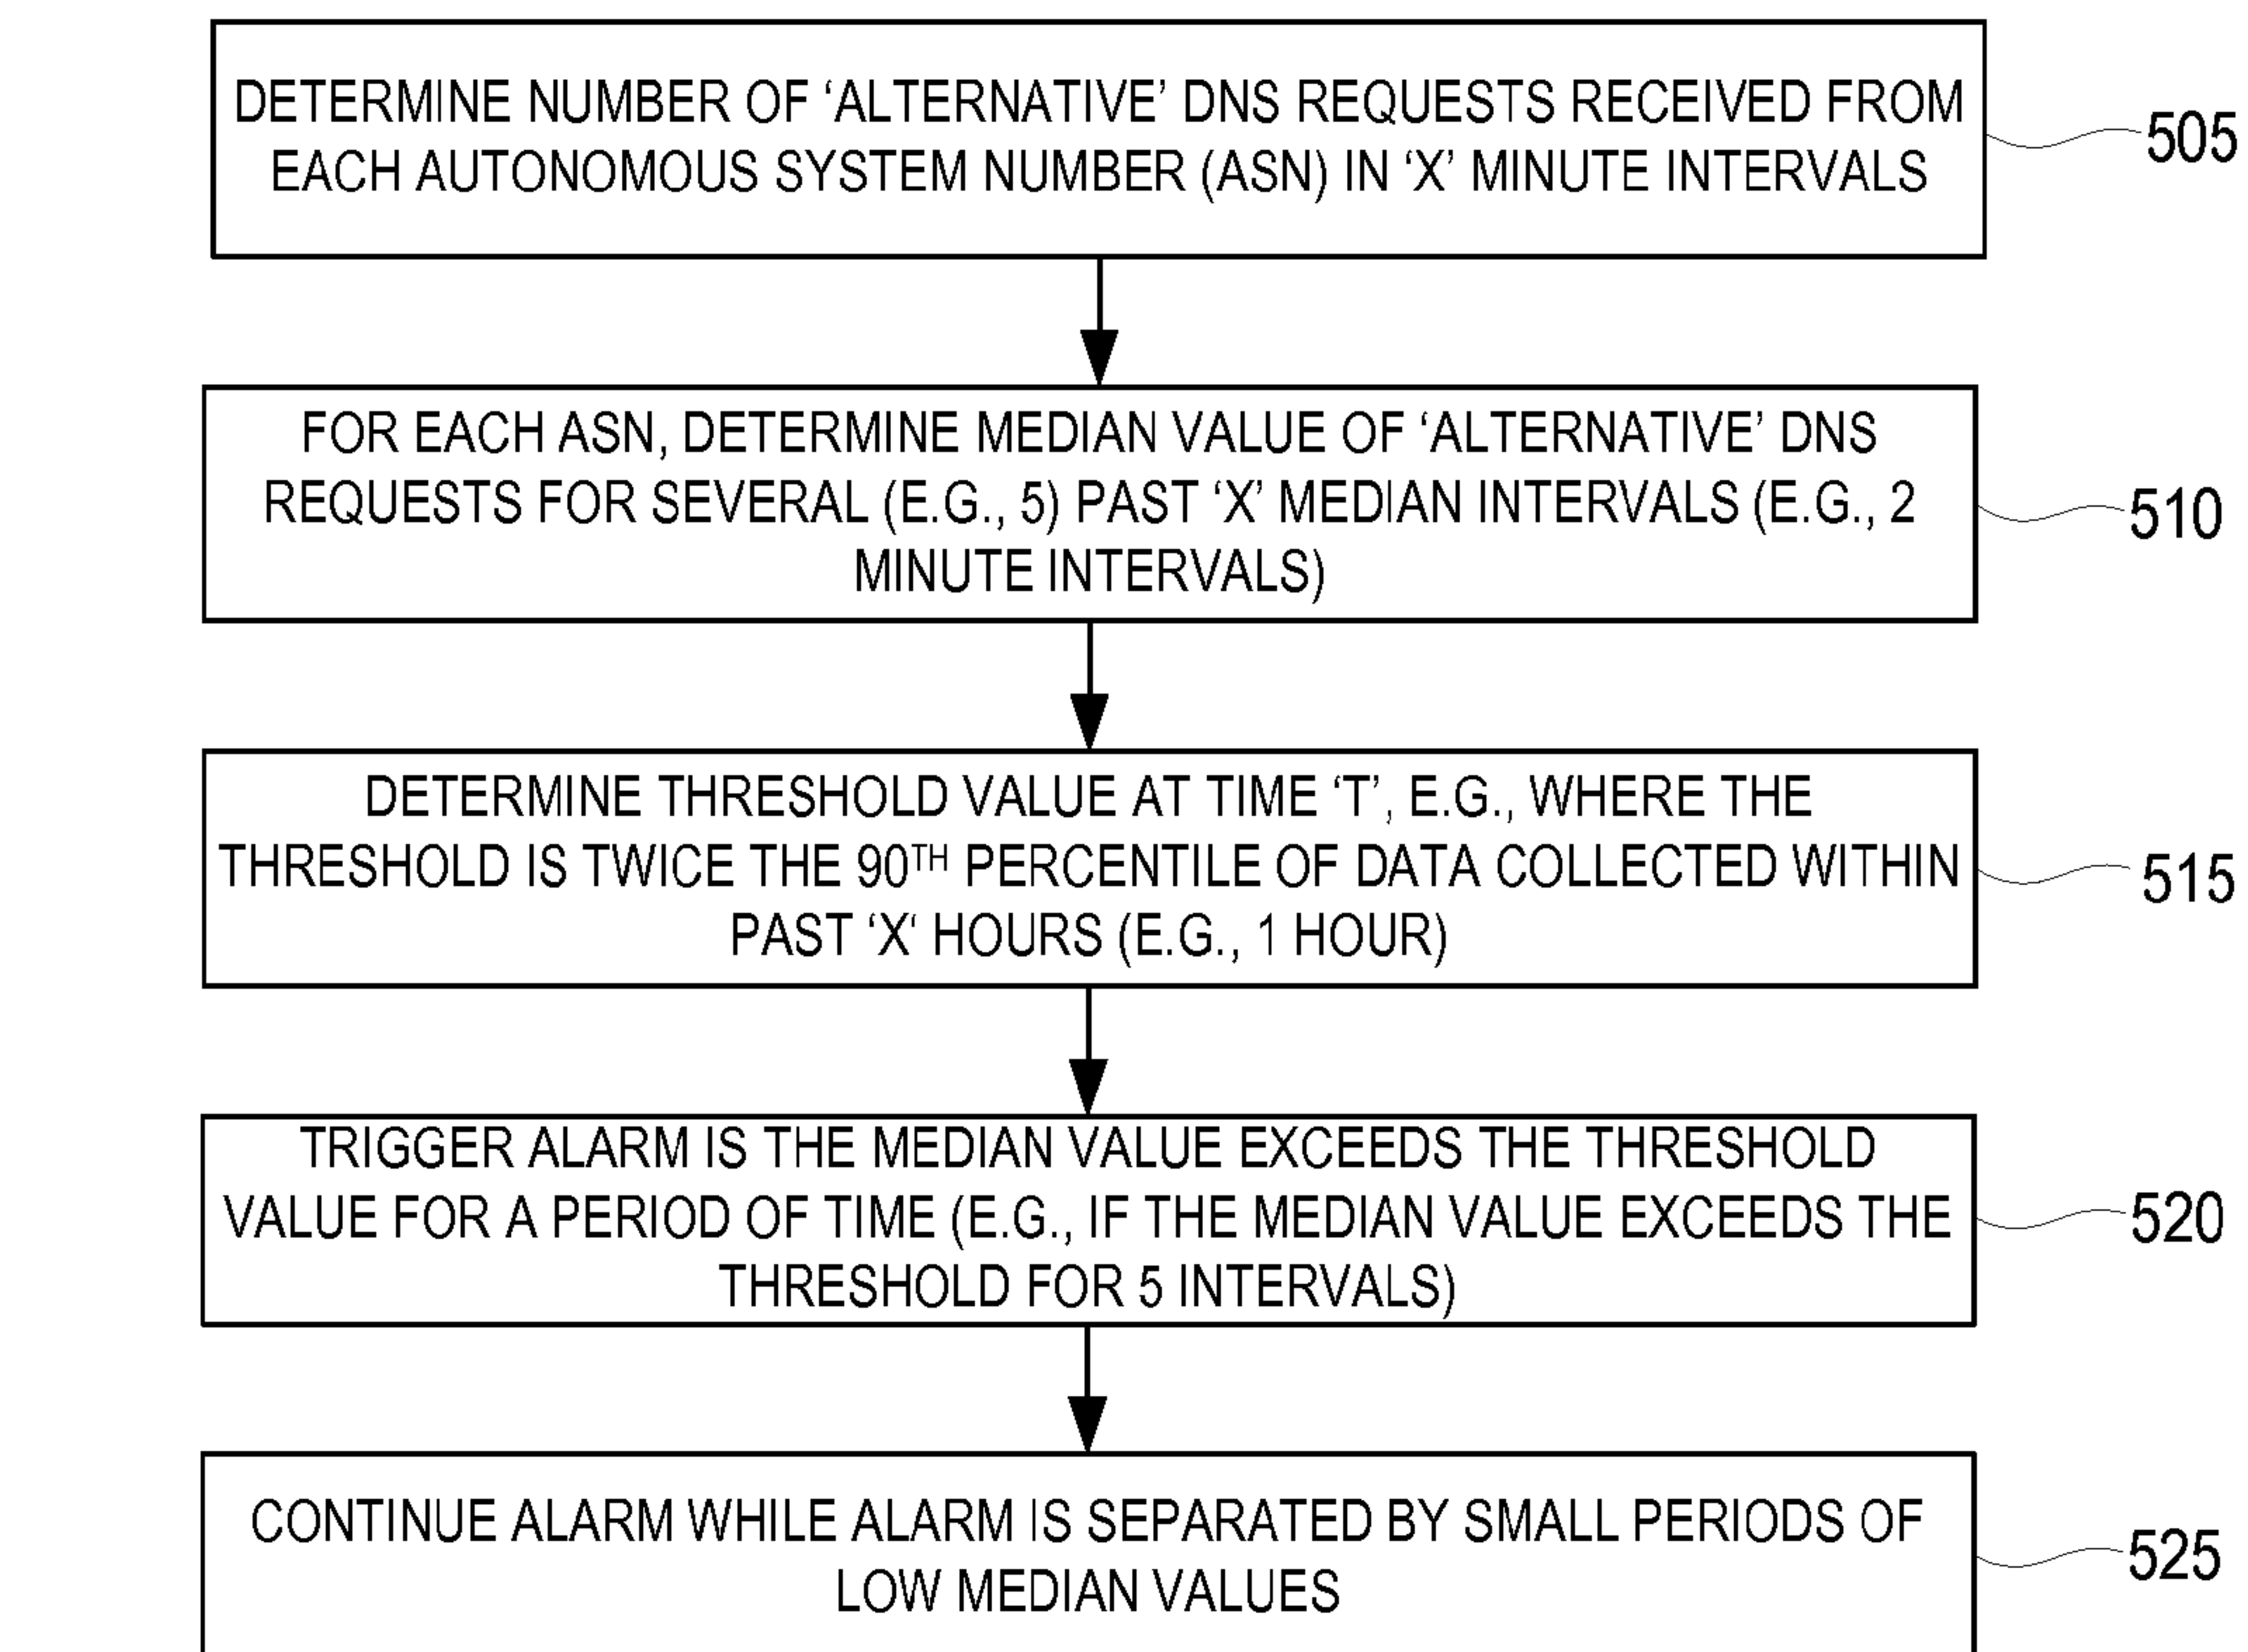 DETERMINE NUMBER OF ‘ALTERNATIVE’ DNS REQUESTS RECEIVED FROM
EACH AUTONOMOUS SYSTEM NUMBER (ASN) IN ‘X’ MINUTE INTERVALS
505
FOR EACH ASN, DETERMINE MEDIAN VALUE OF ‘ALTERNATIVE’ DNS
REQUESTS FOR SEVERAL (E.G., 5) PAST ‘X’ MEDIAN INTERVALS (E.G., 2
MINUTE INTERVALS)
510
DETERMINE THRESHOLD VALUE AT TIME ‘T’, E.G., WHERE THE
THRESHOLD IS TWICE THE 90TH PERCENTILE OF DATA COLLECTED WITHIN
PAST ‘X‘ HOURS (E.G., 1 HOUR)
515
TRIGGER ALARM IS THE MEDIAN VALUE EXCEEDS THE THRESHOLD
VALUE FOR A PERIOD OF TIME (E.G., IF THE MEDIAN VALUE EXCEEDS THE
THRESHOLD FOR 5 INTERVALS)
520
CONTINUE ALARM WHILE ALARM IS SEPARATED BY SMALL PERIODS OF
LOW MEDIAN VALUES
525